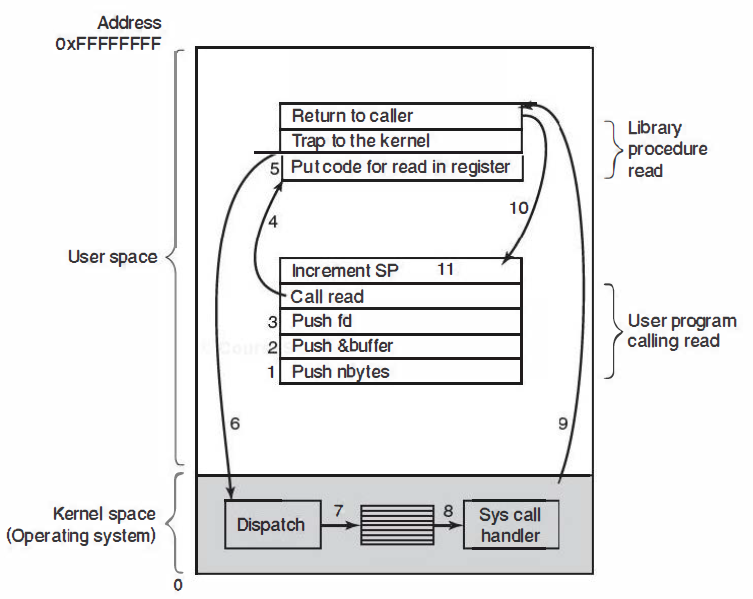 Address
0xFFFFFFFF
Return to caller
Trap to the kernel
5 Put code for read in register
Library
procedure
read
4
10
User space
Increment SP 11
Call read
3 Push fd
2 Push &buffer
1 Push nbytes
User program
calling read
6
9
Kernel space
(Operating system)
Dispatch
7
8
Sys call
handler
0